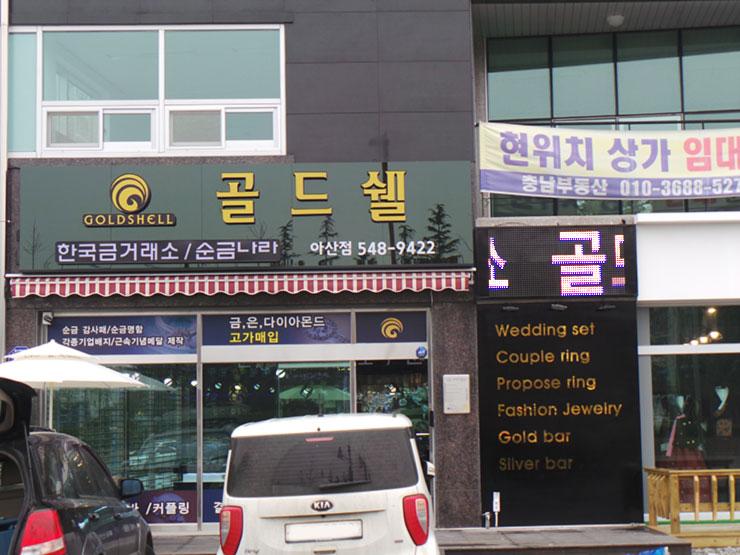 현위치 상가 임대
충남부동산 010-3688-527
GOLDSHELL
골드쉘
한국금거래소/순금나라
아산점 548-9422
골드
순금 감사패/순금명함
각종기업배지/근속기념메달 제작
금,은,다이아몬드
고가매입
Wedding set
Couple ring
Propose ring
Fashion Jewelry
Gold bar
Silver bar
/커플링
KIA